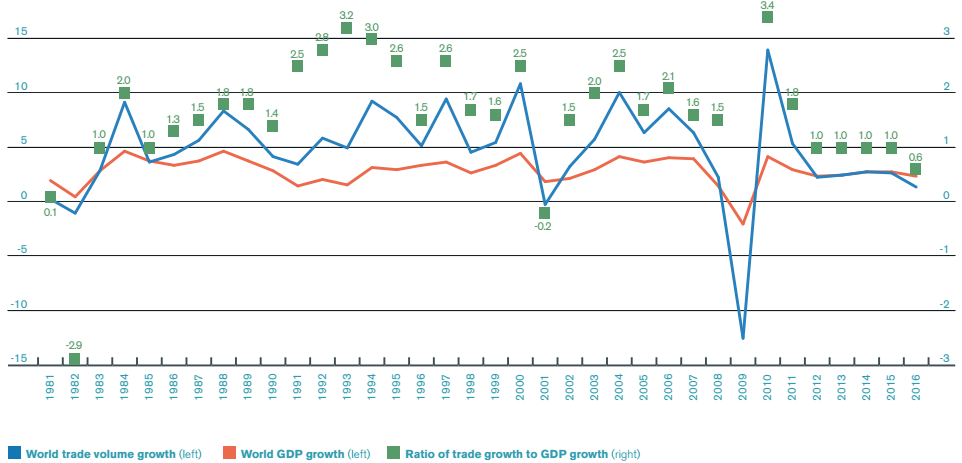 3.4
3.2
15 3.0 3
2.8 2.6 2.6
2.5 2.5 2.5
2.0 2.1
10 1.8 1.8 2.0 1.8 2
1.5 1.4 1.5 1.7 1.6 1.5 1.7 1.6 1.5
1.3
5 1.0 1.0 1.0 1.0 1.0 1.0 1
0.6
0 0.1 0
-0.2
-5 -1
-10 -2
-2.9
-15 -3
1981 1982 1983 1984 1985 1986 1987 1988 1989 1990 1991 1992 1993 1994 1995 1996 1997 1998 1999 2000 2001 2002 2003 2004 2005 2006 2007 2008 2009 2010 2011 2012 2013 2014 2015 2016
World trade volume growth (left) World GDP growth (left) Ratio of trade growth to GDP growth (right)